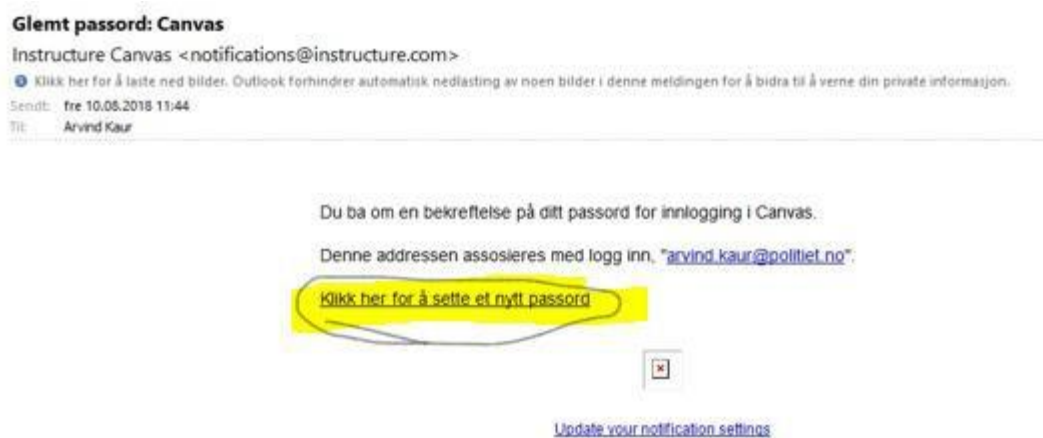 Glemt passord: Canvas
Instructure Canvas <notifications@instructure.com>
Klikk her for å laste ned bilder. Outlook forhindrer automatisk nedlasting av noen bilder i denne meldingen for å bidra til å verne din private informasjon.
Sendt: fre 10.08.2018 11:44
Til: Arvind Kaur
Du ba om en bekreftelse på ditt passord for innlogging i Canvas.
Denne addressen assosieres med logg inn, "arvind.kaur@politiet.no".
Klikk her for å sette et nytt passord
Update your notification settings